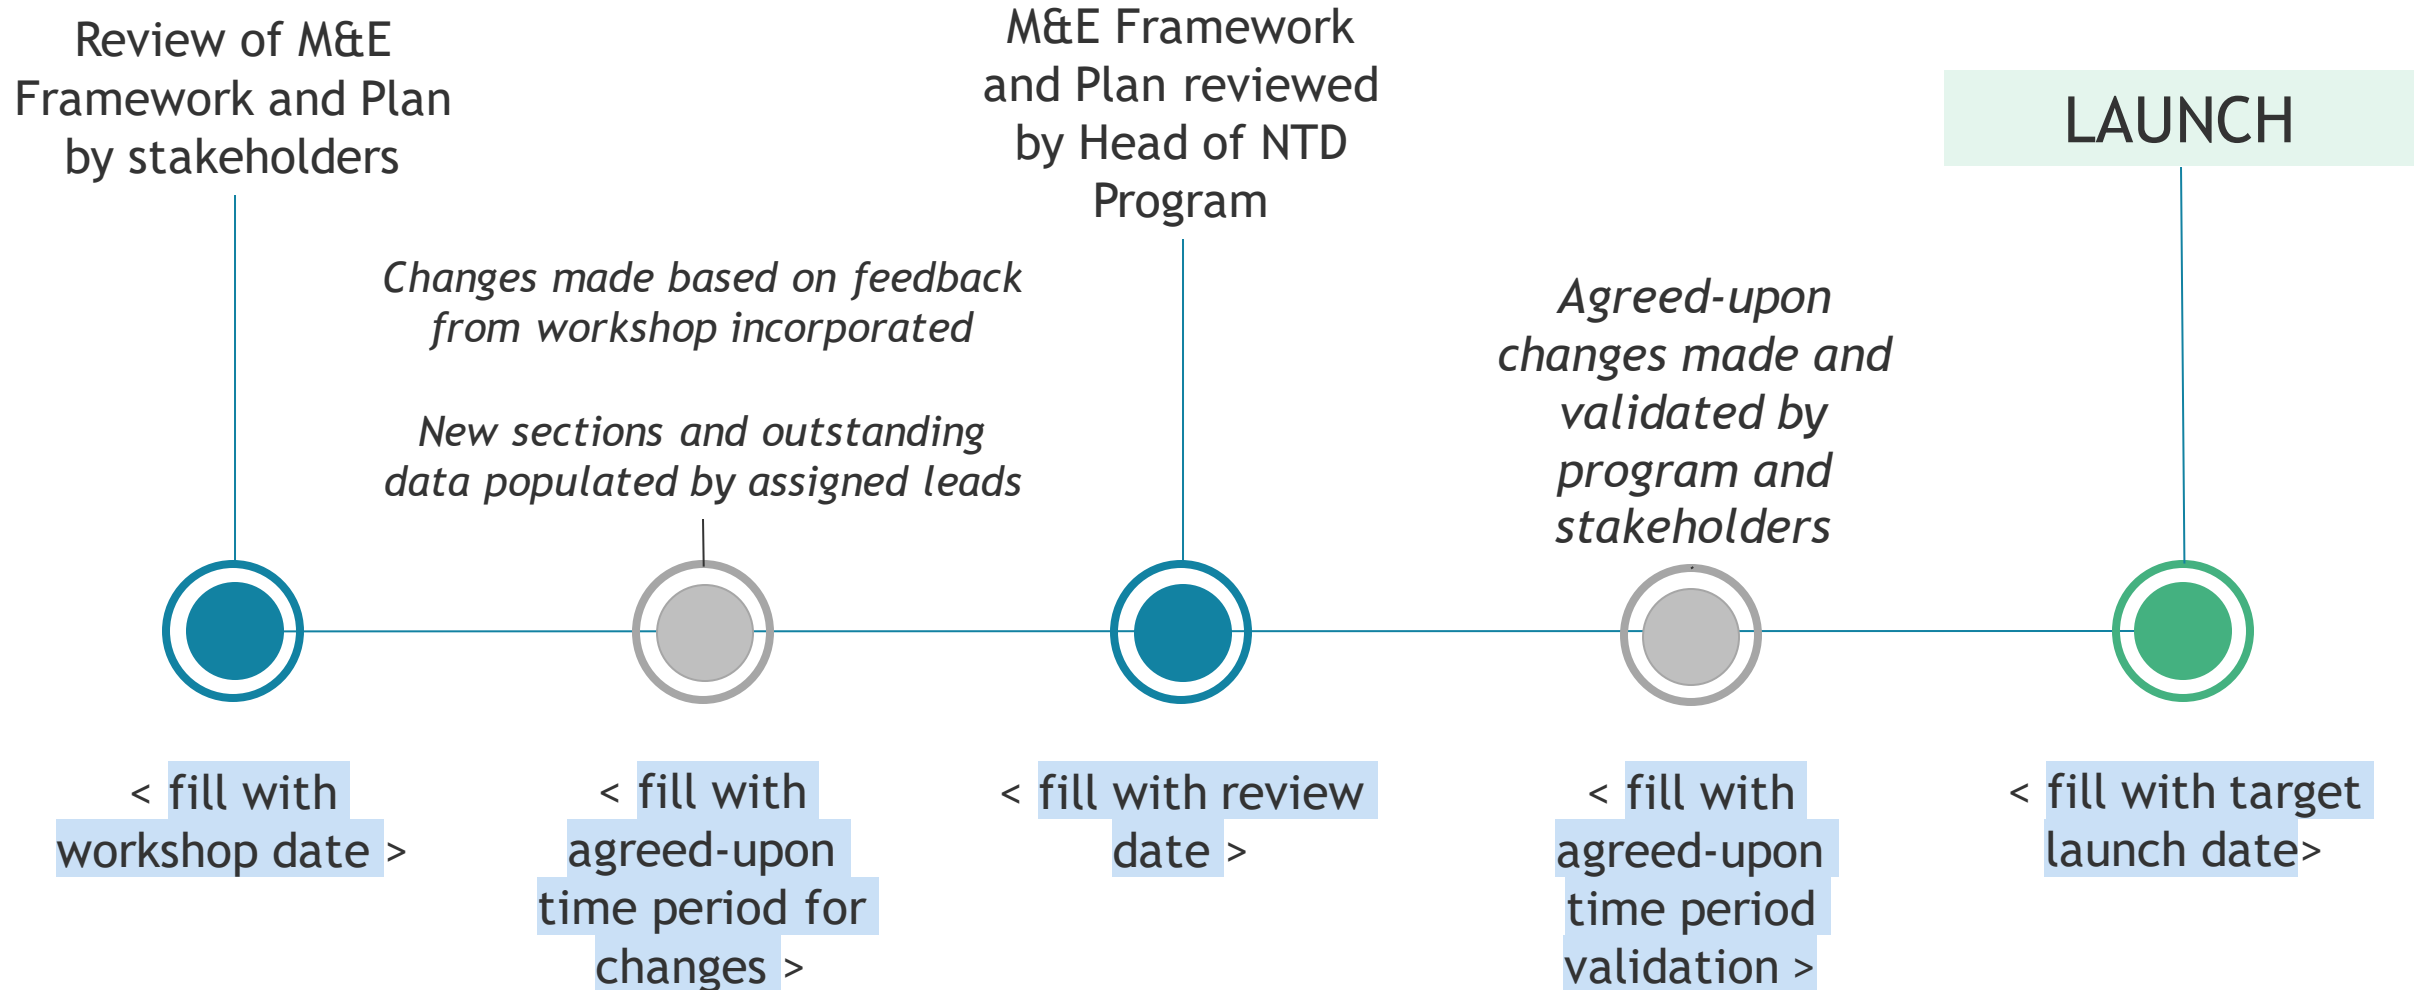 Review of M&E
Framework and Plan
by stakeholders
Changes made based on feedback
from workshop incorporated
New sections and outstanding
data populated by assigned leads
M&E Framework
and Plan reviewed
by Head of NTD
Program
Agreed-upon
changes made and
validated by
program and
stakeholders
LAUNCH
< fill with
workshop date >
< fill with
agreed-upon
time period for
changes >
< fill with review
date >
< fill with
agreed-upon
time period
validation >
< fill with target
launch date>